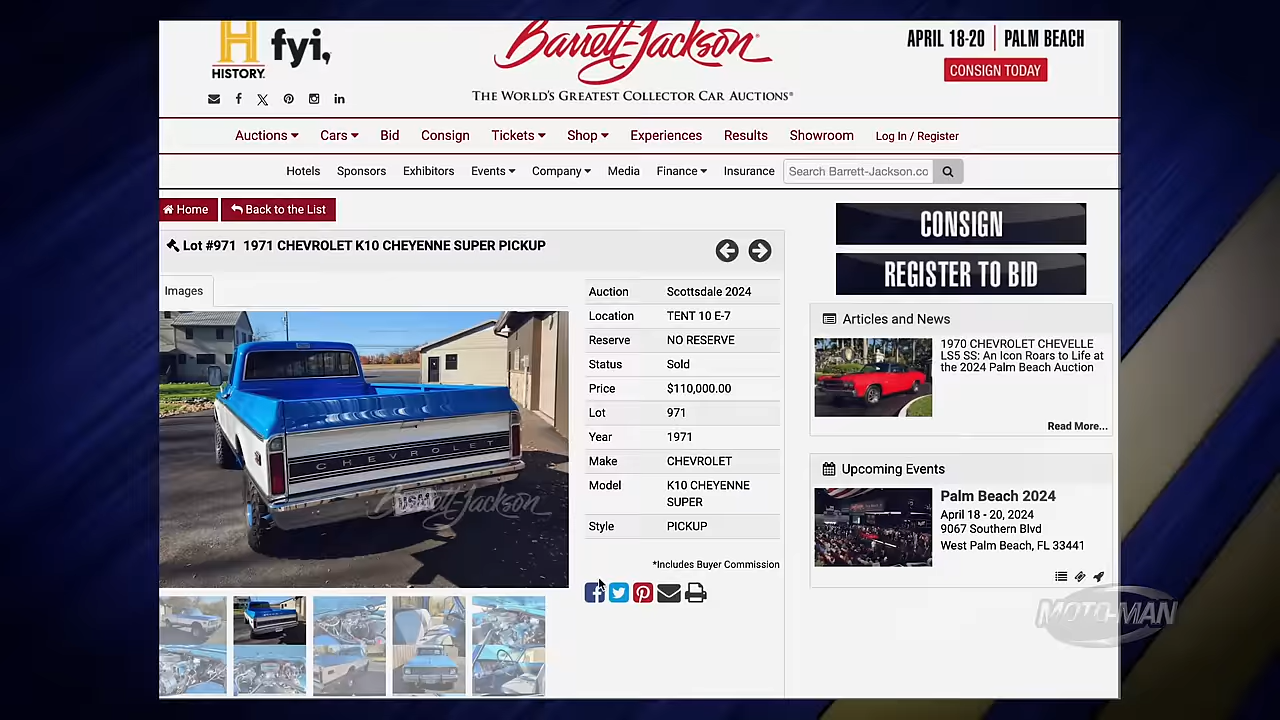 H
HISTORY.
fyi,
Barrett-Jackson
THE WORLD'S GREATEST COLLECTOR CAR AUCTIONS®
APRIL 18-20 | PALM BEACH
CONSIGN TODAY
Auctions Cars Bid Consign Tickets Shop Experiences Results Showroom Log In / Register
Hotels Sponsors Exhibitors Events Company Media Finance Insurance Search Barrett-Jackson.co
Home Back to the List
Lot #971 1971 CHEVROLET K10 CHEYENNE SUPER PICKUP
Images
CHEVROLET
Barrett-Jackson
Auction Scottsdale 2024
Location TENT 10 E-7
Reserve NO RESERVE
Status Sold
Price $110,000.00
Lot 971
Year 1971
Make CHEVROLET
Model K10 CHEYENNE
SUPER
Style PICKUP
*Includes Buyer Commission
CONSIGN
REGISTER TO BID
Articles and News
1970 CHEVROLET CHEVELLE
LS5 SS: An Icon Roars to Life at
the 2024 Palm Beach Auction
Read More...
Upcoming Events
Palm Beach 2024
April 18 - 20, 2024
9067 Southern Blvd
West Palm Beach, FL 33441
MOTO-MAN